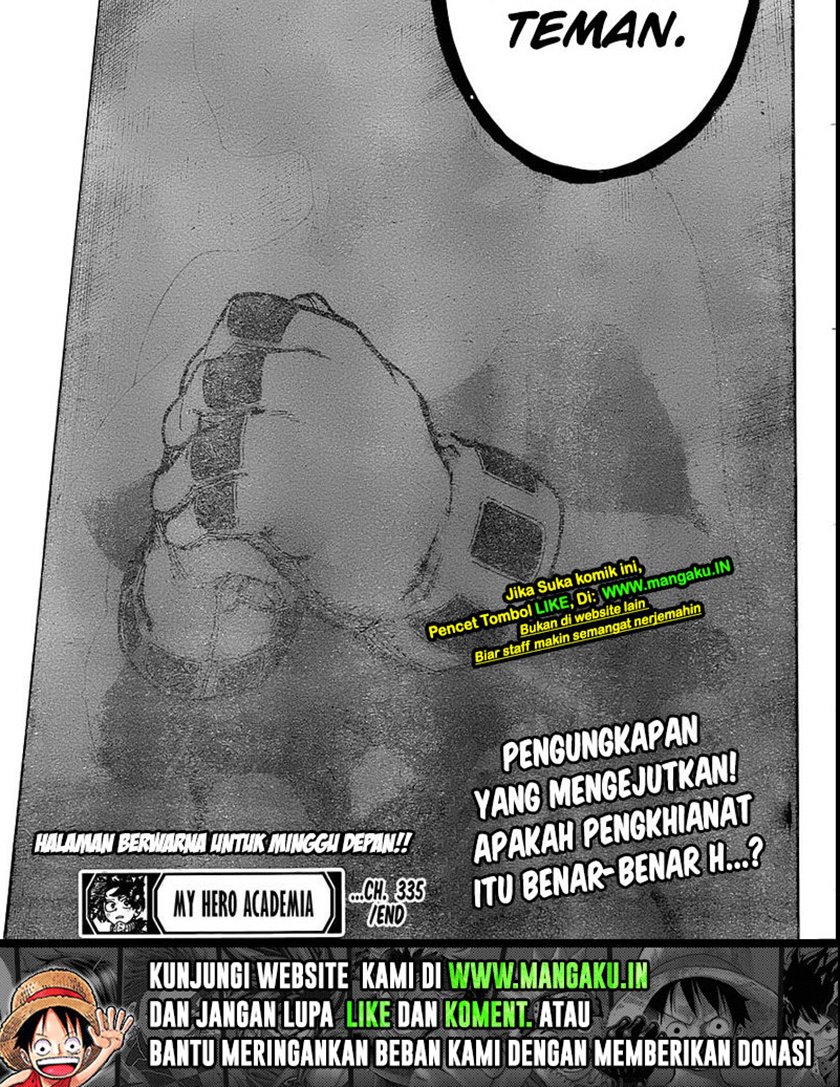 TEMAN.
Jika Suka komik ini,
Pencet Tombol LIKE, Di: WWW.mangaku.IN
Bukan di website lain
Biar staff makin semangat nerjemahin
PENGUNGKAPAN
YANG MENGEJUTKAN!
APAKAH PENGKHIANAT
ITU BENAR-BENAR H...?
HALAMAN BERWARNA UNTUK MINGGU DEPAN!!
MY HERO ACADEMIA
...CH. 335
/END
KUNJUNGI WEBSITE KAMI DI WWW.MANGAKU.IN
DAN JANGAN LUPA LIKE DAN KOMENT. ATAU
BANTU MERINGANKAN BEBAN KAMI DENGAN MEMBERIKAN DONASI